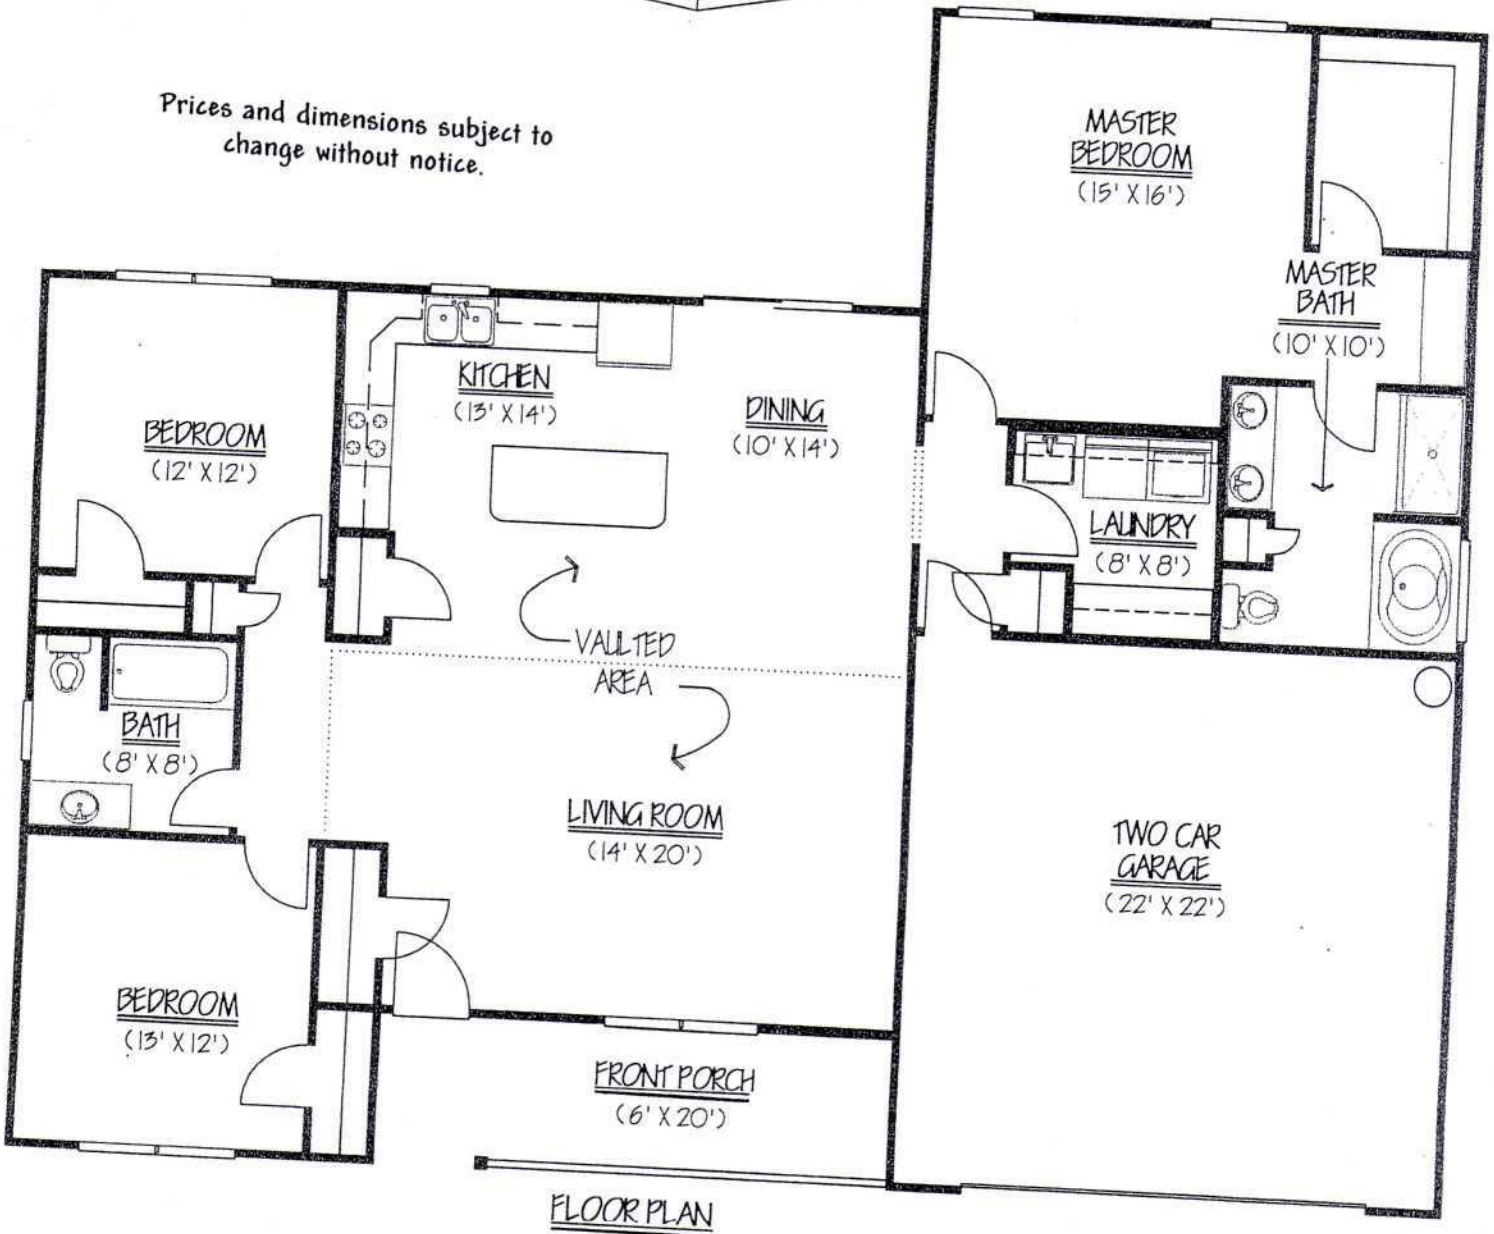 Prices and dimensions subject to
change without notice.
MASTER
BEDROOM
(15' X 16')
MASTER
BATH
(10' X 10')
KITCHEN
(13' X 14')
DINING
(10' X 14')
BEDROOM
(12' X 12')
LAUNDRY
(8' X 8')
VAULTED
AREA
BATH
(8' X 8')
LIVING ROOM
(14' X 20')
TWO CAR
GARAGE
(22' X 22')
BEDROOM
(13' X 12')
FRONT PORCH
(6' X 20')
FLOOR PLAN